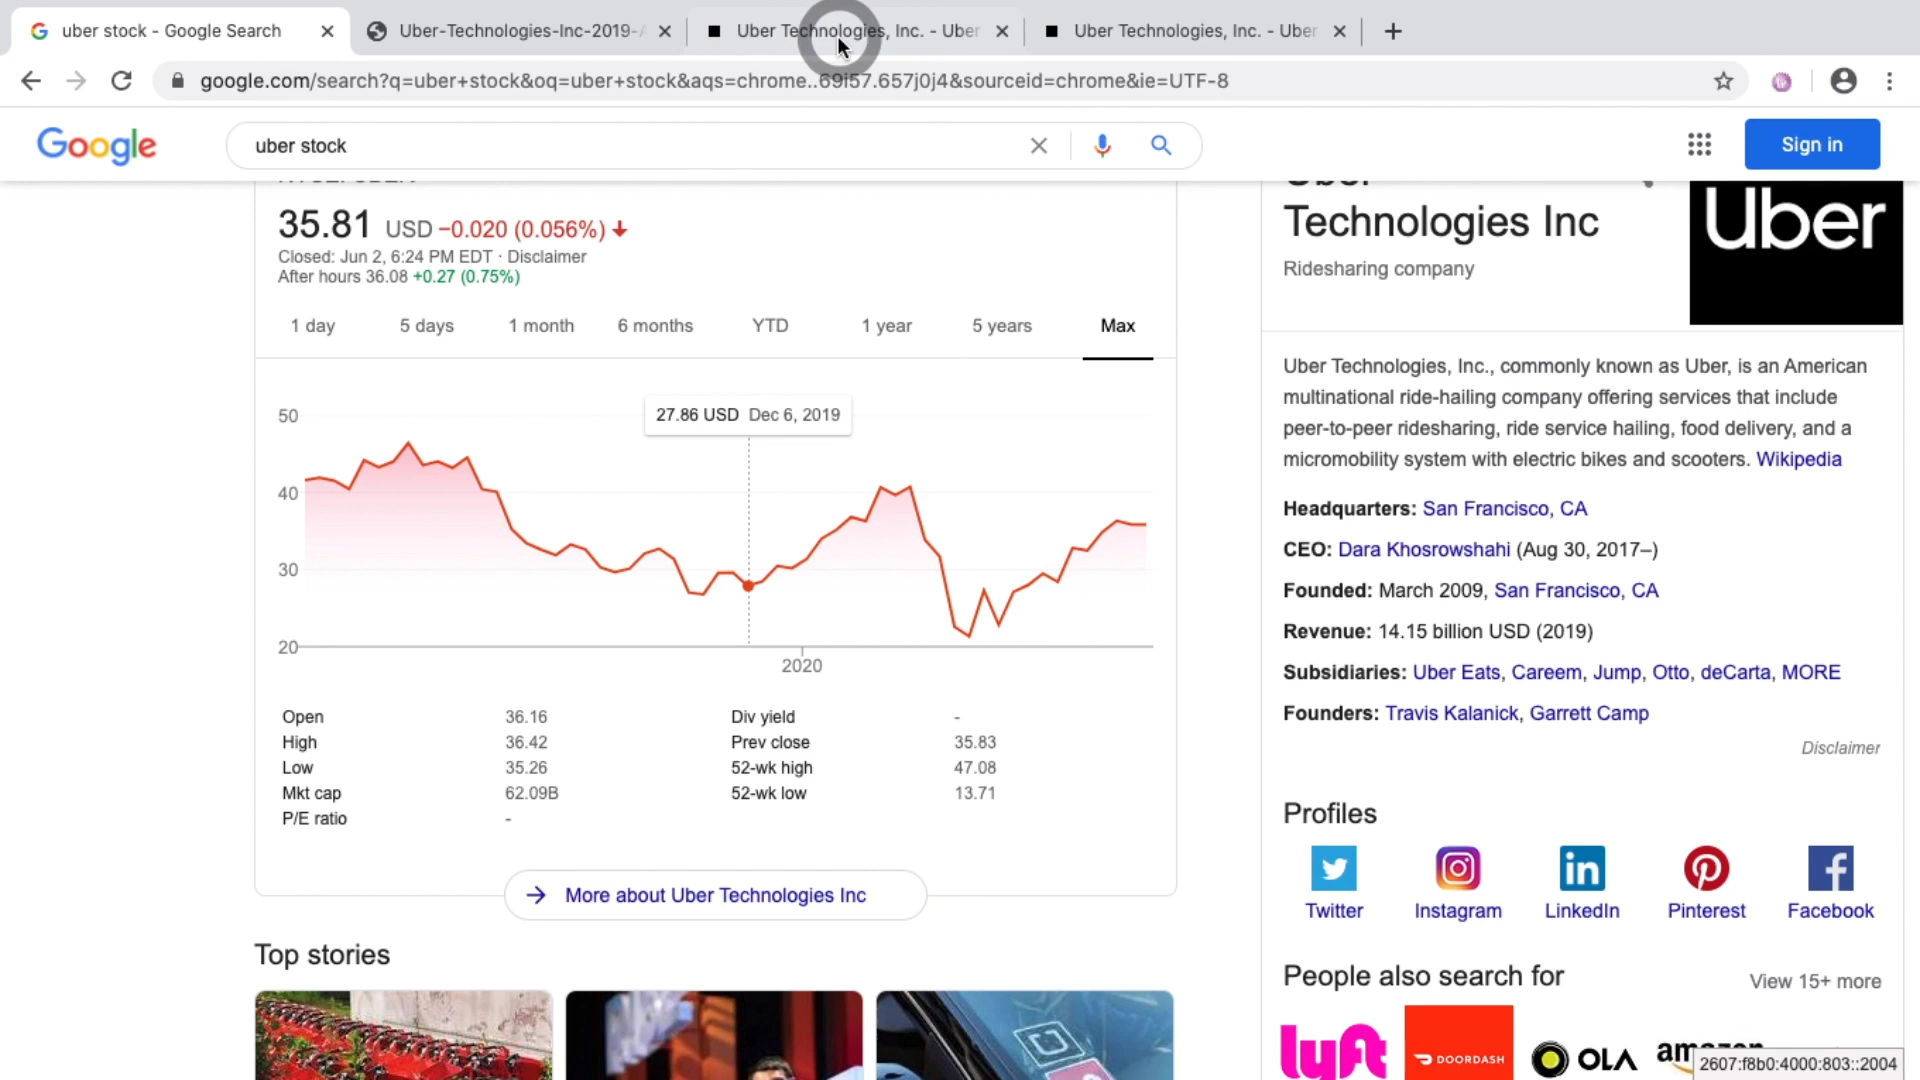 uber stock - Google Search
Uber-Technologies-Inc-2019-A
Uber Technologies, Inc. - Uber
Uber Technologies, Inc. - Uber
google.com/search?q=uber+stock&oq=uber+stock&aqs=chrome..69i57.657j0j4&sourceid=chrome&ie=UTF-8
Google
uber stock
Sign in
35.81 USD −0.020 (0.056%)
Closed: Jun 2, 6:24 PM EDT · Disclaimer
After hours 36.08 +0.27 (0.75%)
1 day
5 days
1 month
6 months
YTD
1 year
5 years
Max
27.86 USD Dec 6, 2019
50
40
30
20
2020
Open 36.16
High 36.42
Low 35.26
Mkt cap 62.09B
P/E ratio -
Div yield -
Prev close 35.83
52-wk high 47.08
52-wk low 13.71
More about Uber Technologies Inc
Top stories
Uber
Technologies Inc
Ridesharing company
Uber
Uber Technologies, Inc., commonly known as Uber, is an American
multinational ride-hailing company offering services that include
peer-to-peer ridesharing, ride service hailing, food delivery, and a
micromobility system with electric bikes and scooters. Wikipedia
Headquarters: San Francisco, CA
CEO: Dara Khosrowshahi (Aug 30, 2017–)
Founded: March 2009, San Francisco, CA
Revenue: 14.15 billion USD (2019)
Subsidiaries: Uber Eats, Careem, Jump, Otto, deCarta, MORE
Founders: Travis Kalanick, Garrett Camp
Disclaimer
Profiles
Twitter
Instagram
LinkedIn
Pinterest
Facebook
People also search for
View 15+ more
lyft
DOORDASH
OLA
amazon
2607:f8b0:4000:803::2004